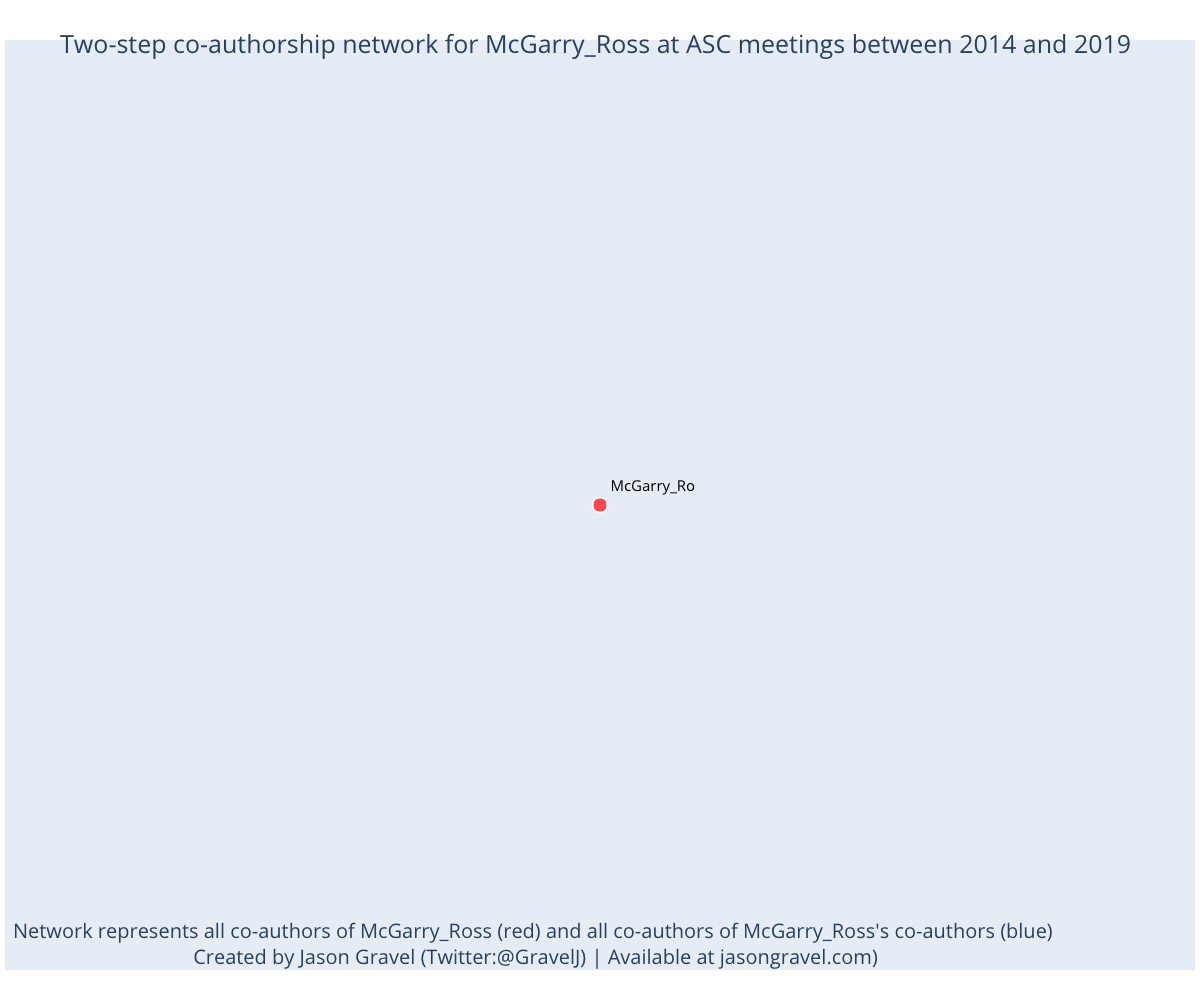 Two-step co-authorship network for McGarry_Ross at ASC meetings between 2014 and 2019
McGarry_Ro
Network represents all co-authors of McGarry_Ross (red) and all co-authors of McGarry_Ross's co-authors (blue)
Created by Jason Gravel (Twitter:@GravelJ) | Available at jasongravel.com)